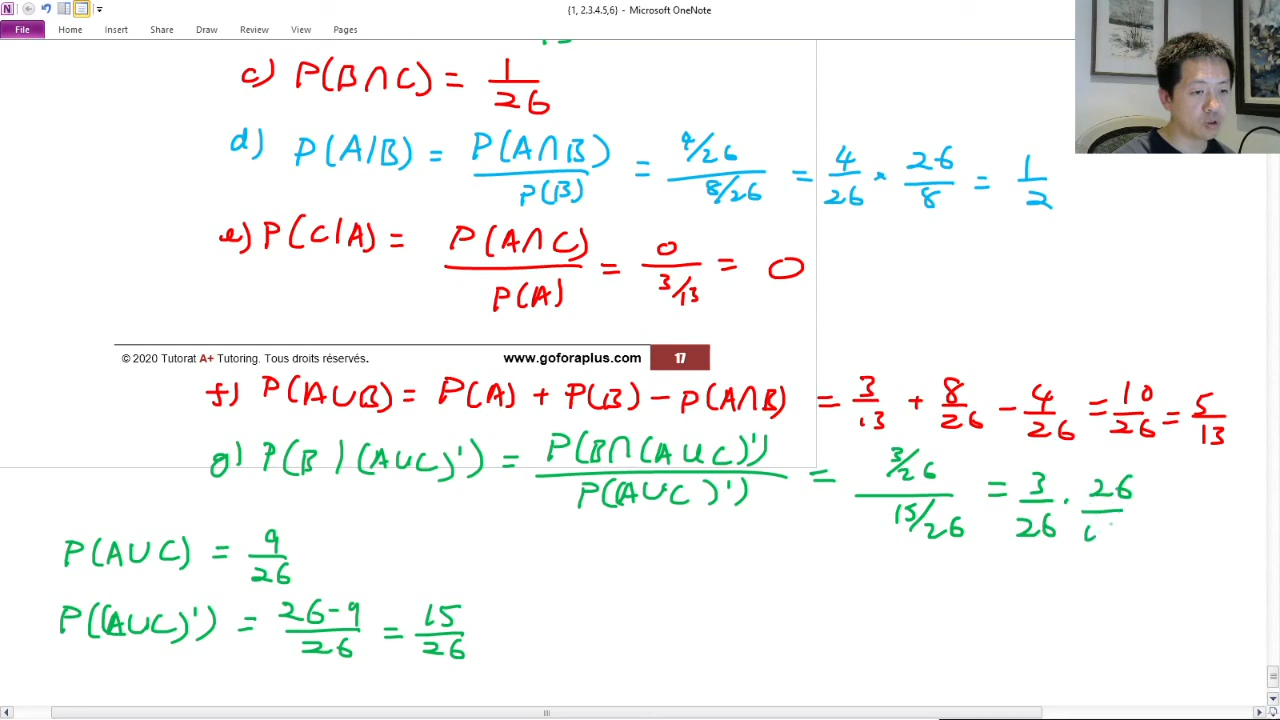 {1, 2.3.4.5,6} - Microsoft OneNote
File Home Insert Share Draw Review View Pages
c) P(B∩C) = 1/26
d) P(A|B) = P(A∩B)/P(B) = (4/26)/(8/26) = 4/26 · 26/8 = 1/2
e) P(C|A) = P(A∩C)/P(A) = 0/(3/13) = 0
© 2020 Tutorat A+ Tutoring. Tous droits réservés. www.goforaplus.com 17
f) P(A∪B) = P(A) + P(B) - P(A∩B) = 3/13 + 8/26 - 4/26 = 10/26 = 5/13
g) P(B|(A∪C)') = P(B∩(A∪C)')/P((A∪C)') = (3/26)/(15/26) = 3/26 · 26/
P(A∪C) = 9/26
P((A∪C)') = 26-9/26 = 15/26